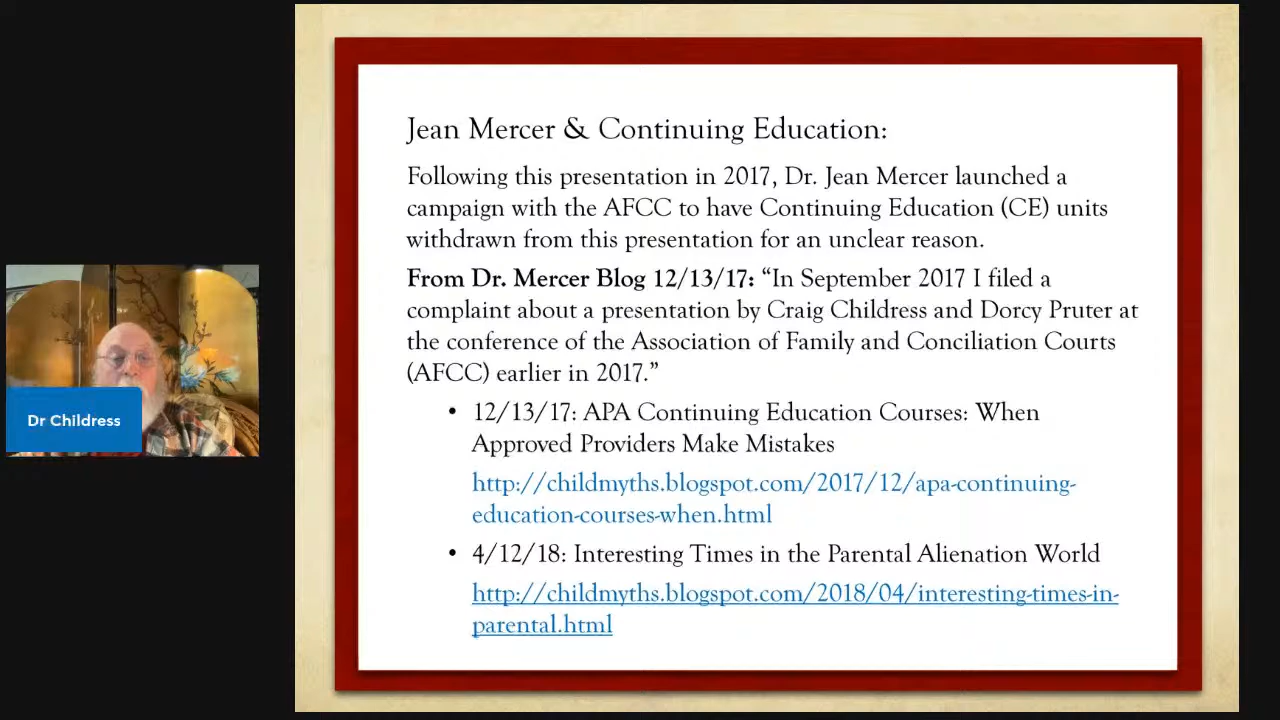 Jean Mercer & Continuing Education:
Following this presentation in 2017, Dr. Jean Mercer launched a
campaign with the AFCC to have Continuing Education (CE) units
withdrawn from this presentation for an unclear reason.
From Dr. Mercer Blog 12/13/17: “In September 2017 I filed a
complaint about a presentation by Craig Childress and Dorcy Pruter at
the conference of the Association of Family and Conciliation Courts
(AFCC) earlier in 2017.”
• 12/13/17: APA Continuing Education Courses: When
Approved Providers Make Mistakes
http://childmyths.blogspot.com/2017/12/apa-continuing-
education-courses-when.html
• 4/12/18: Interesting Times in the Parental Alienation World
http://childmyths.blogspot.com/2018/04/interesting-times-in-
parental.html
Dr Childress